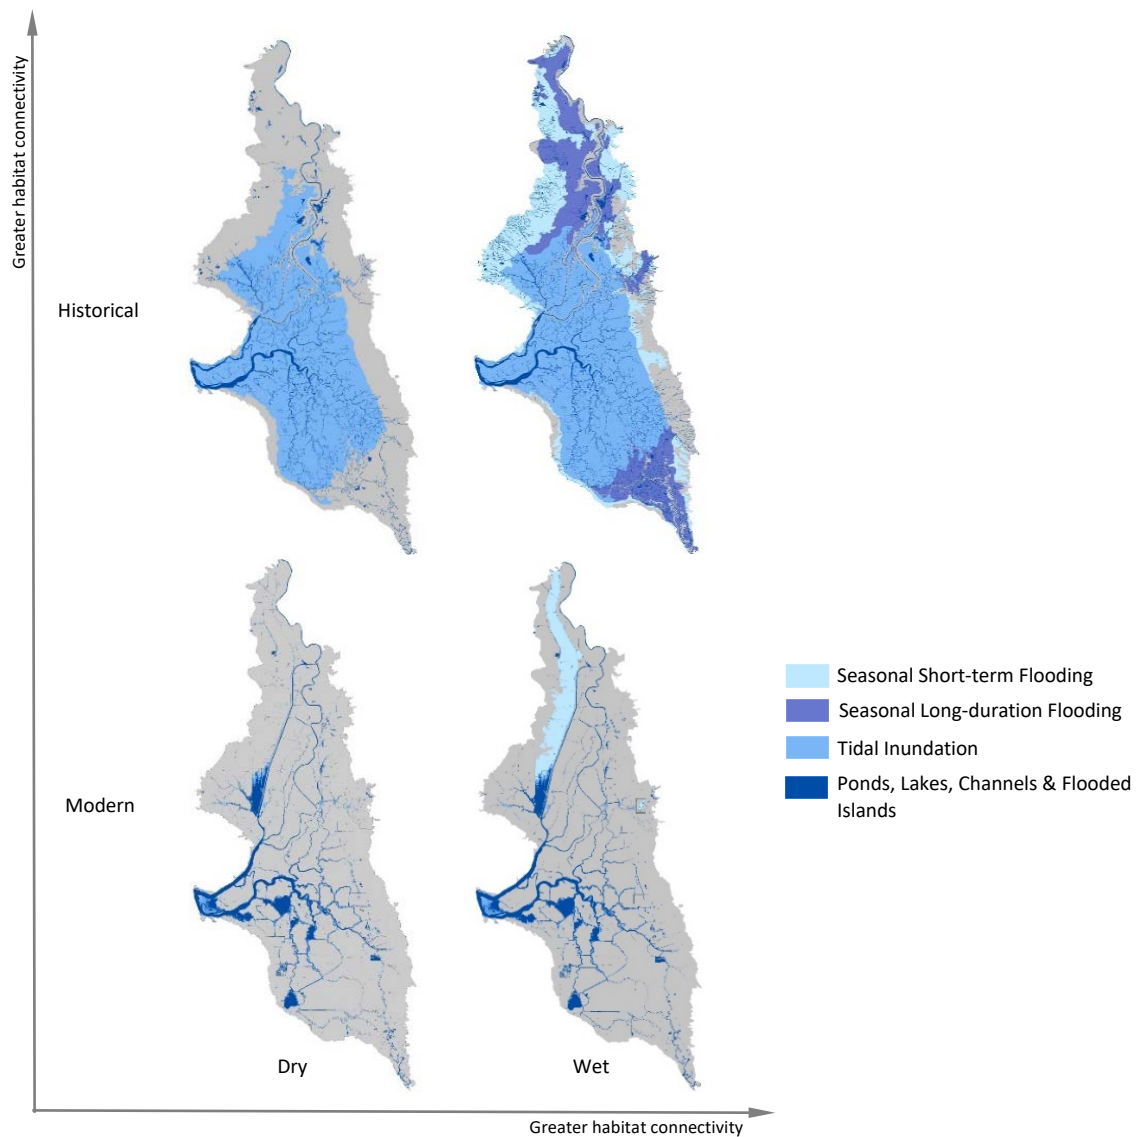 Greater habitat connectivity
Historical
Modern
Dry
Wet
Greater habitat connectivity
Seasonal Short-term Flooding
Seasonal Long-duration Flooding
Tidal Inundation
Ponds, Lakes, Channels & Flooded
Islands